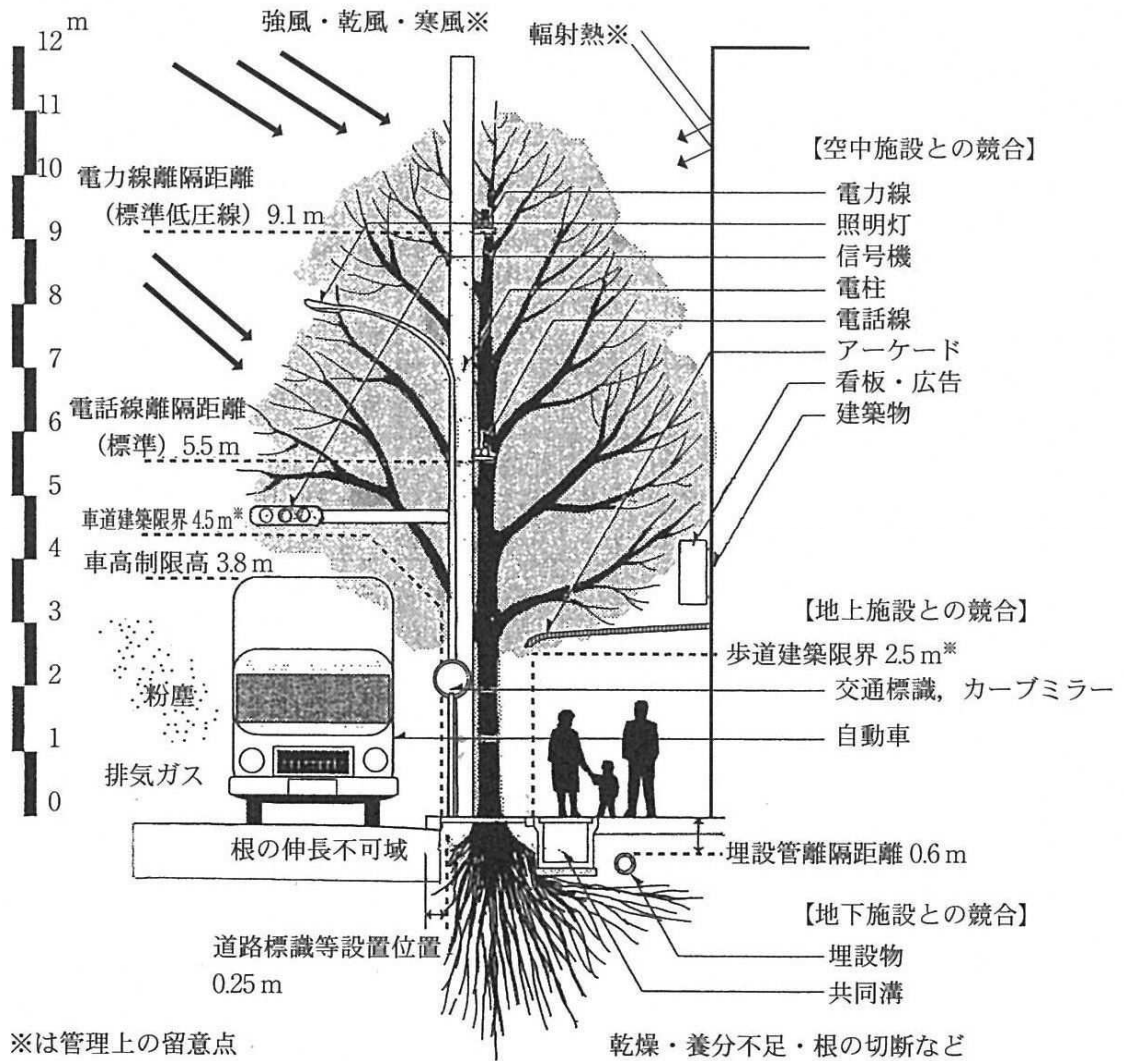 m
12
11
10
9
8
7
6
5
4
3
2
1
0
強風・乾風・寒風※
輻射熱※
電力線離隔距離
(標準低圧線) 9.1 m
電話線離隔距離
(標準) 5.5 m
車道建築限界 4.5 m※
車高制限高 3.8 m
粉塵
排気ガス
根の伸長不可域
道路標識等設置位置
0.25 m
【空中施設との競合】
電力線
照明灯
信号機
電柱
電話線
アーケード
看板・広告
建築物
【地上施設との競合】
歩道建築限界 2.5 m※
交通標識, カーブミラー
自動車
埋設管離隔距離 0.6 m
【地下施設との競合】
埋設物
共同溝
※は管理上の留意点
乾燥・養分不足・根の切断など